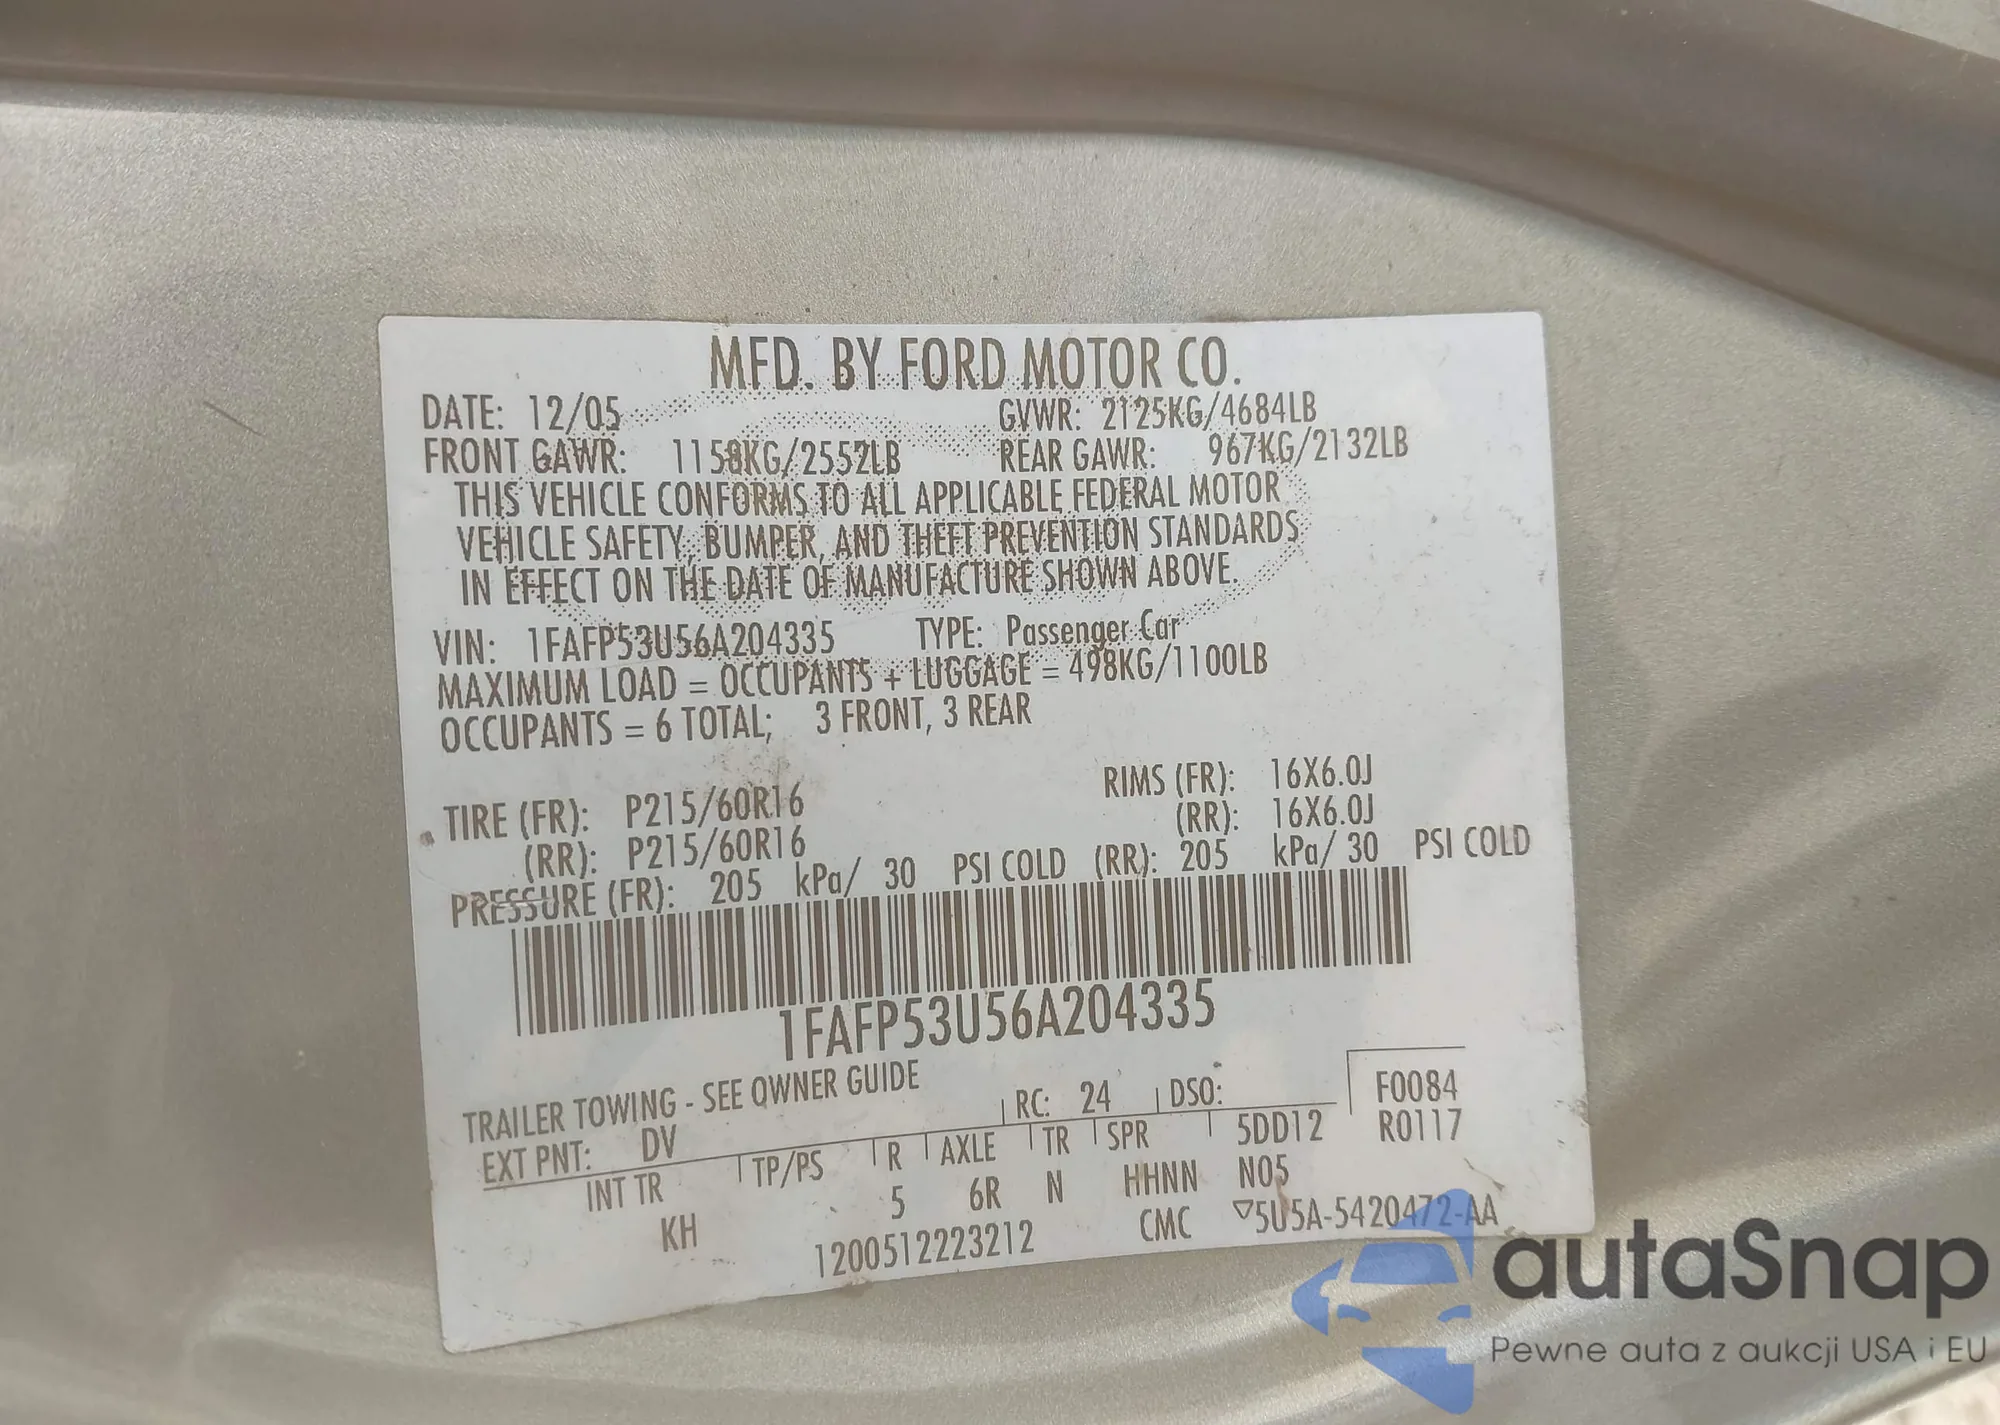 MFD. BY FORD MOTOR CO.
DATE: 12/05 GVWR: 2125KG/4684LB
FRONT GAWR: 1158KG/2552LB REAR GAWR: 967KG/2132LB
THIS VEHICLE CONFORMS TO ALL APPLICABLE FEDERAL MOTOR
VEHICLE SAFETY, BUMPER, AND THEFT PREVENTION STANDARDS
IN EFFECT ON THE DATE OF MANUFACTURE SHOWN ABOVE.
VIN: 1FAFP53U56A204335 TYPE: Passenger Car
MAXIMUM LOAD = OCCUPANTS + LUGGAGE = 498KG/1100LB
OCCUPANTS = 6 TOTAL; 3 FRONT, 3 REAR
TIRE (FR): P215/60R16 RIMS (FR): 16X6.0J
(RR): P215/60R16 (RR): 16X6.0J
PRESSURE (FR): 205 kPa/ 30 PSI COLD (RR): 205 kPa/ 30 PSI COLD
1FAFP53U56A204335
TRAILER TOWING - SEE OWNER GUIDE
EXT PNT: DV RC: 24 DSO: F0084
INT TR TP/PS R AXLE TR SPR 5DD12 R0117
KH 5 6R N HHNN N05
1200512223212 CMC ▽5U5A-5420472-AA
autaSnap
Pewne auta z aukcji USA i EU